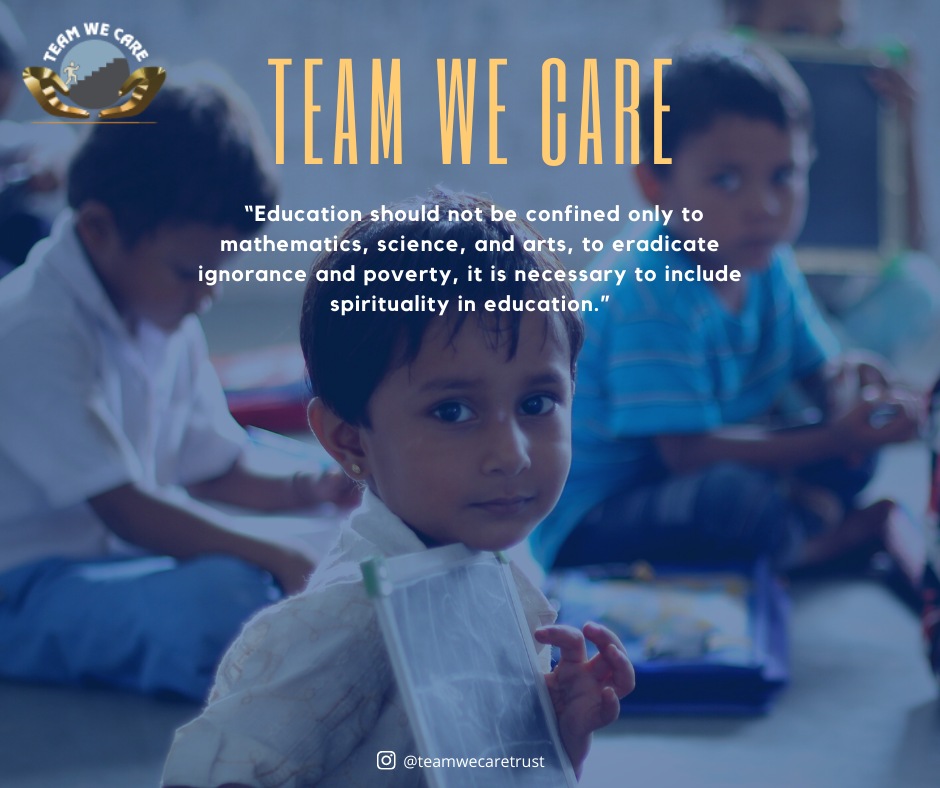 TEAM WE CARE
TEAM WE CARE
“Education should not be confined only to
mathematics, science, and arts, to eradicate
ignorance and poverty, it is necessary to include
spirituality in education.”
@teamwecaretrust